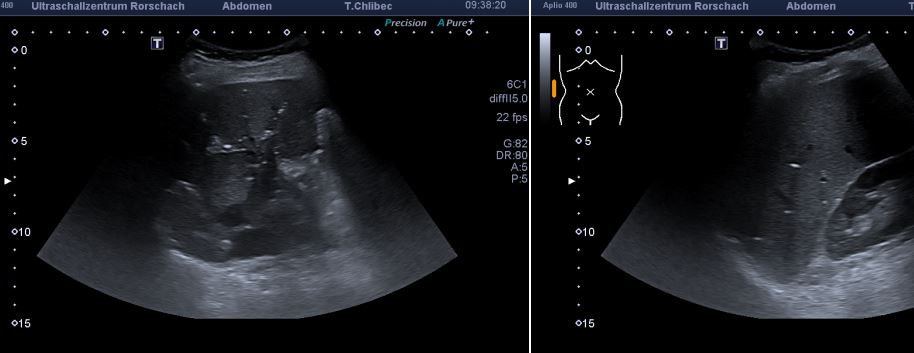 400 Ultraschallzentrum Rorschach Abdomen T.Chlibec 09:38:20
Precision A Pure+
T
0
5
10
15
6C1
diffll5.0
22 fps
G:82
DR:80
A:5
P:5
Aplio 400 Ultraschallzentrum Rorschach Abdomen T
T
0
5
10
15